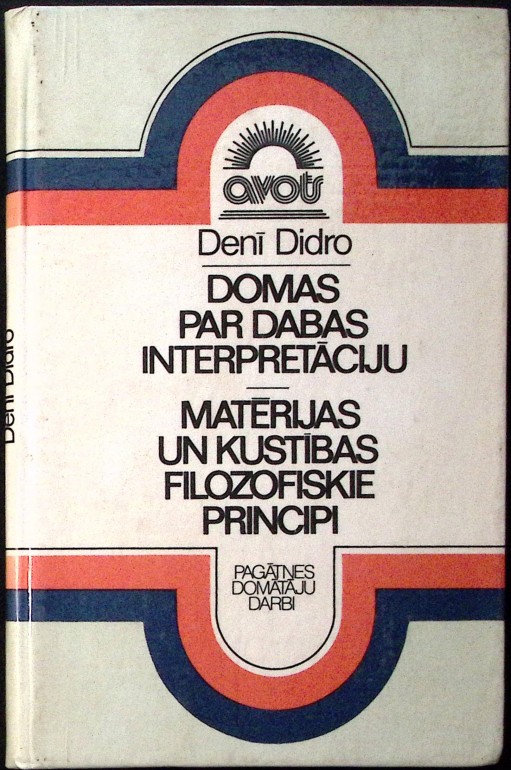 avots
Denī Didro
DOMAS
PAR DABAS
INTERPRETĀCIJU
MATĒRIJAS
UN KUSTĪBAS
FILOZOFISKIE
PRINCIPI
PAGĀTNES
DOMĀTĀJU
DARBI
Denī Didro